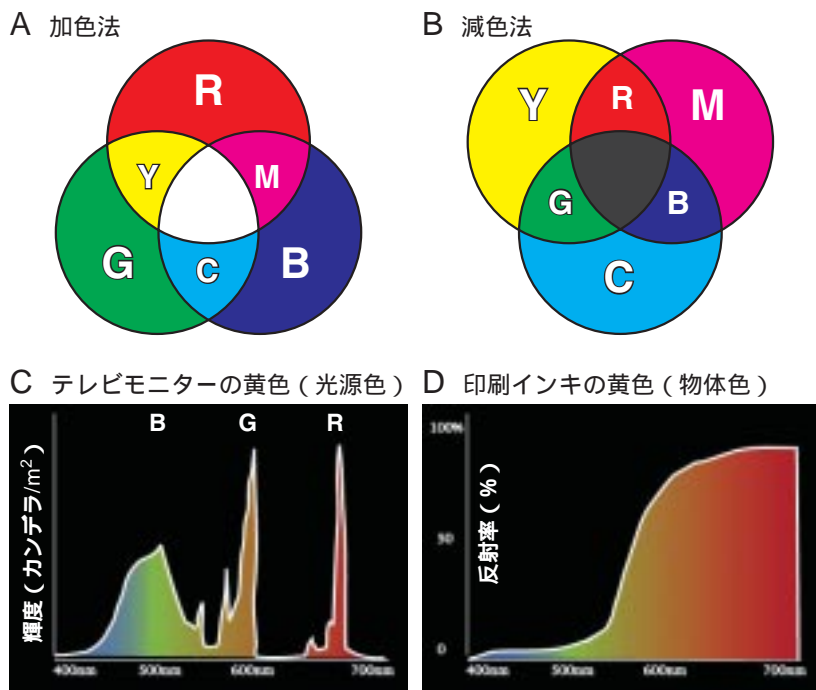 A 加色法
R
Y
M
G
C
B
B 減色法
Y
R
M
G
B
C
C テレビモニターの黄色（光源色）
B
G
R
輝度（カンデラ/m²）
400nm
500nm
600nm
700nm
D 印刷インキの黄色（物体色）
100%
50
0
反射率（%）
400nm
500nm
600nm
700nm